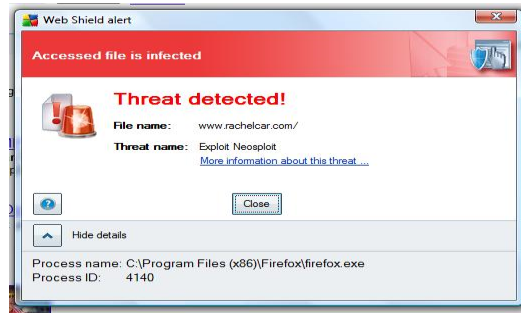 Web Shield alert
Accessed file is infected
Threat detected!
File name: www.rachelcar.com/
Threat name: Exploit Neosploit
More information about this threat ...
Close
Hide details
Process name: C:\Program Files (x86)\Firefox\firefox.exe
Process ID: 4140